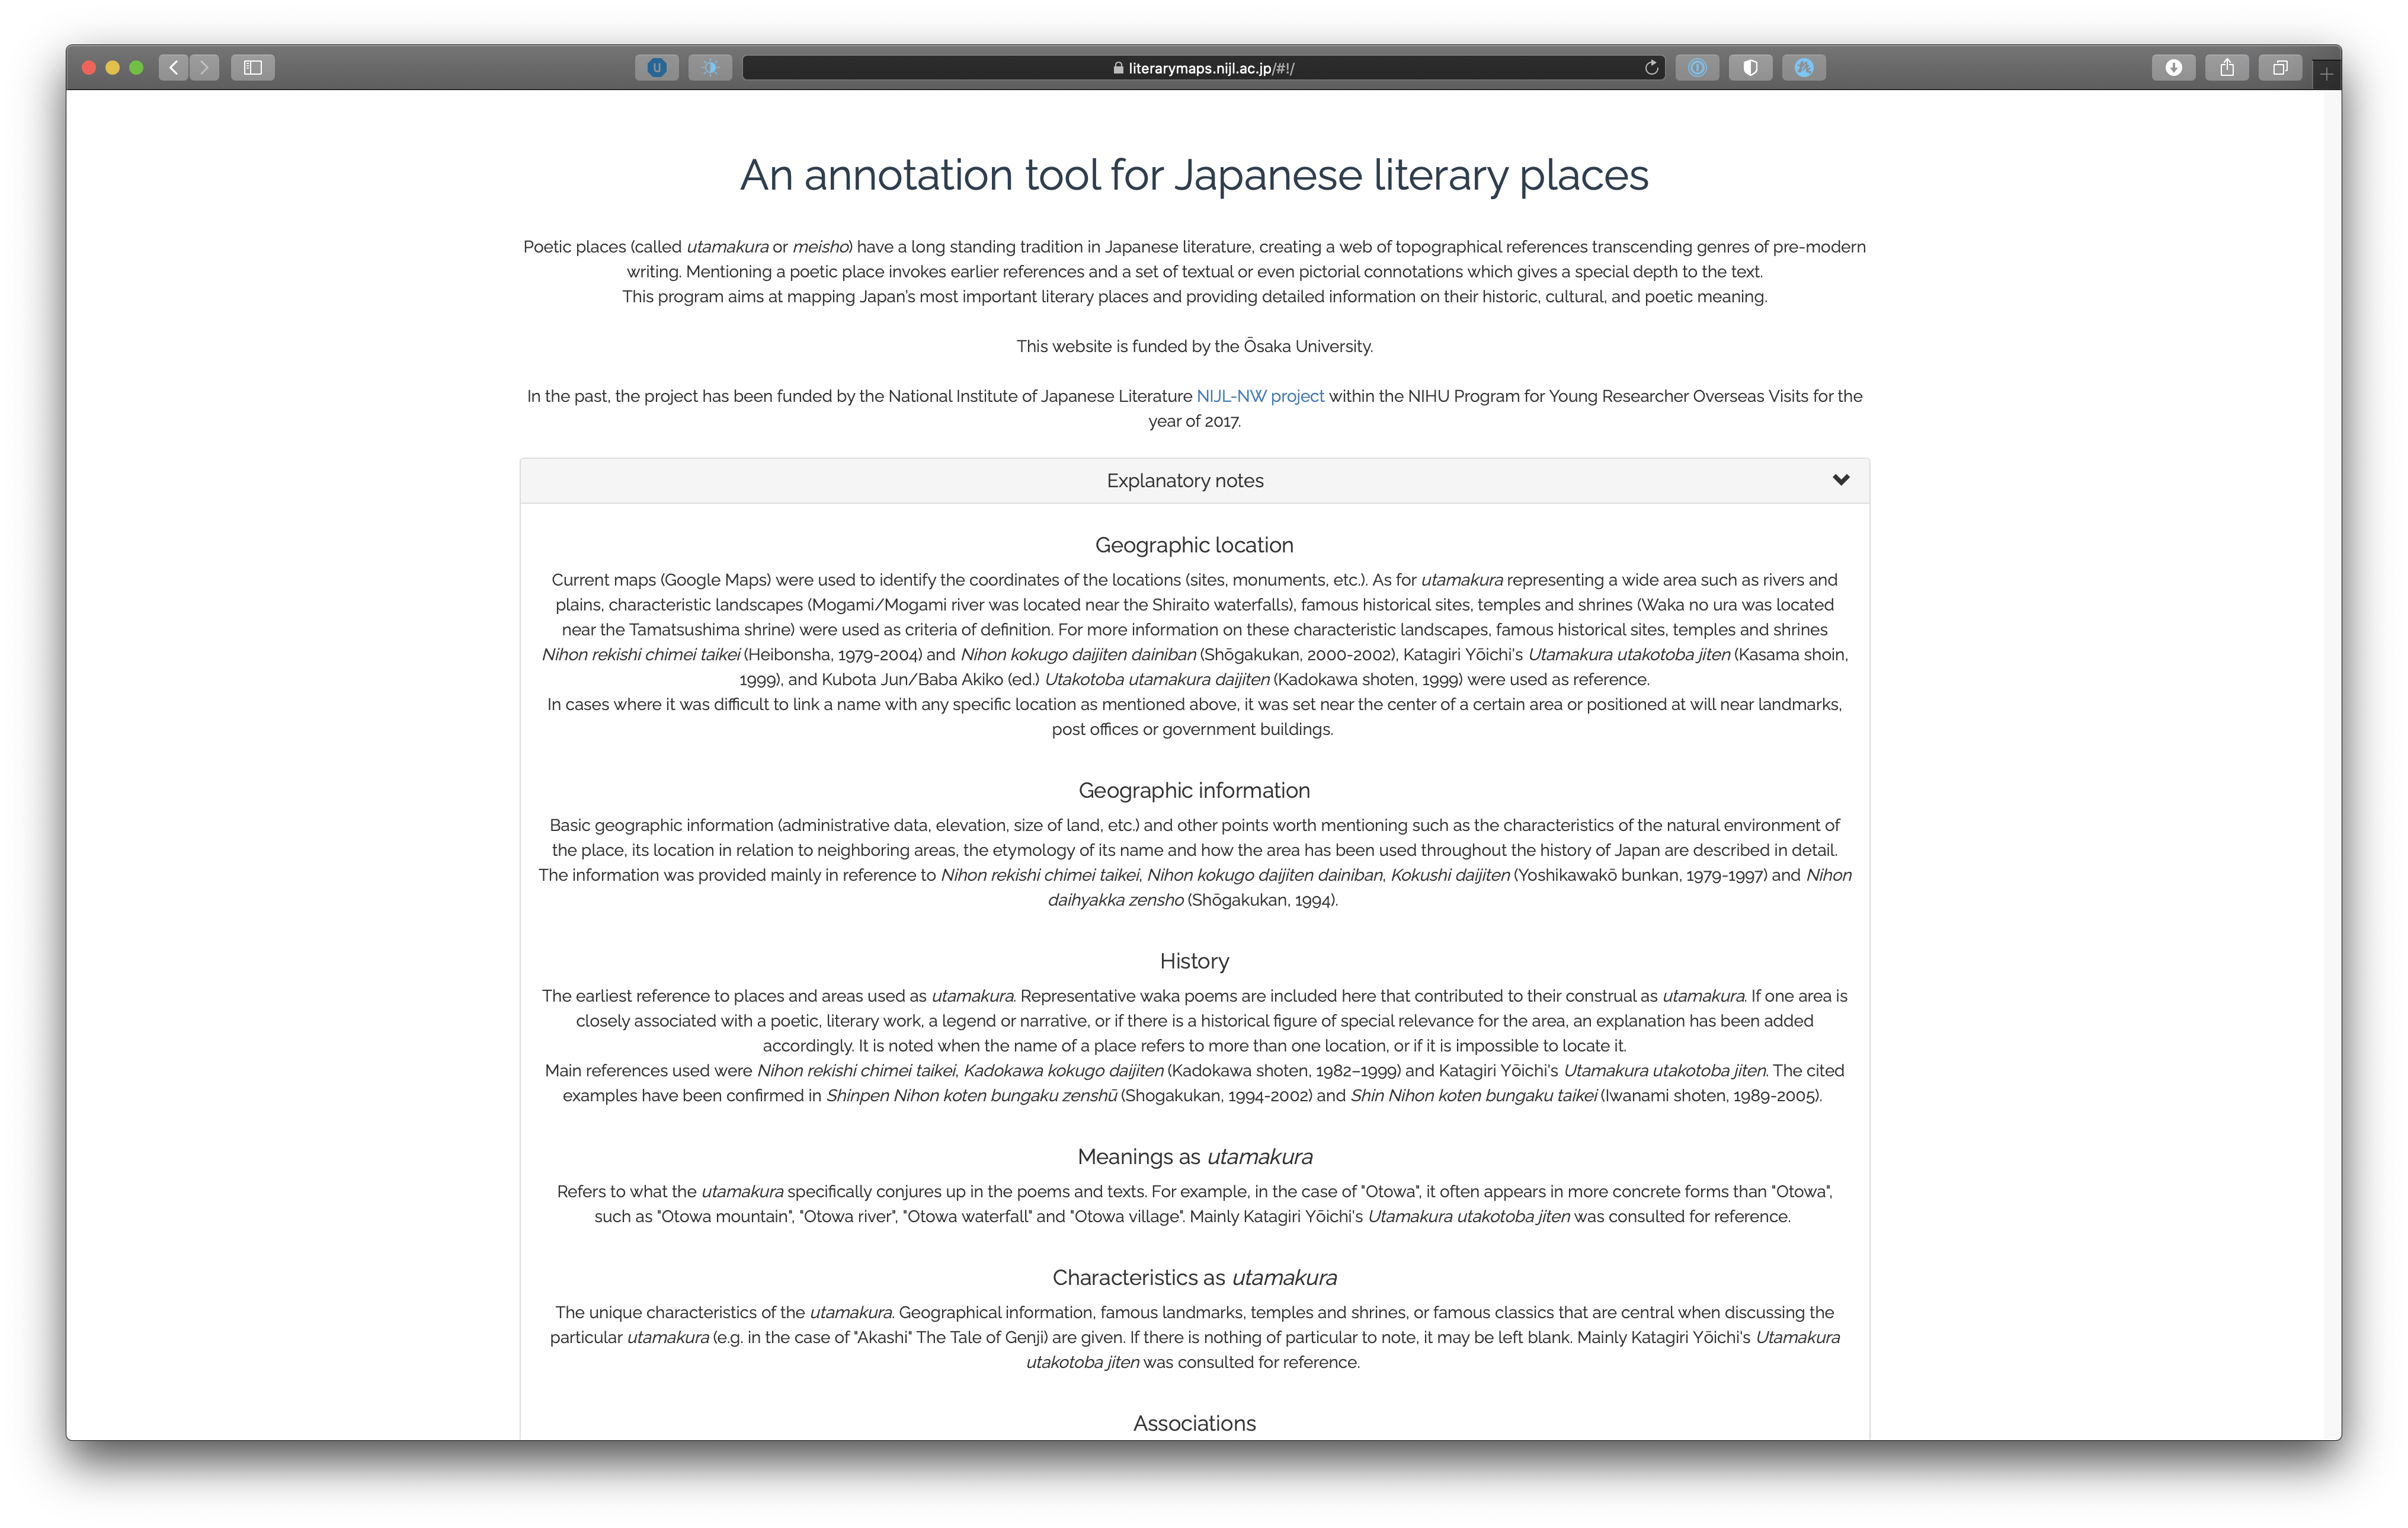 literarymaps.nijl.ac.jp/#!/
An annotation tool for Japanese literary places
Poetic places (called utamakura or meisho) have a long standing tradition in Japanese literature, creating a web of topographical references transcending genres of pre-modern
writing. Mentioning a poetic place invokes earlier references and a set of textual or even pictorial connotations which gives a special depth to the text.
This program aims at mapping Japan's most important literary places and providing detailed information on their historic, cultural, and poetic meaning.
This website is funded by the Ōsaka University.
In the past, the project has been funded by the National Institute of Japanese Literature NIJL-NW project within the NIHU Program for Young Researcher Overseas Visits for the
year of 2017.
Explanatory notes
Geographic location
Current maps (Google Maps) were used to identify the coordinates of the locations (sites, monuments, etc.). As for utamakura representing a wide area such as rivers and
plains, characteristic landscapes (Mogami/Mogami river was located near the Shiraito waterfalls), famous historical sites, temples and shrines (Waka no ura was located
near the Tamatsushima shrine) were used as criteria of definition. For more information on these characteristic landscapes, famous historical sites, temples and shrines
Nihon rekishi chimei taikei (Heibonsha, 1979-2004) and Nihon kokugo daijiten dainiban (Shōgakukan, 2000-2002), Katagiri Yōichi's Utamakura utakotoba jiten (Kasama shoin,
1999), and Kubota Jun/Baba Akiko (ed.) Utakotoba utamakura daijiten (Kadokawa shoten, 1999) were used as reference.
In cases where it was difficult to link a name with any specific location as mentioned above, it was set near the center of a certain area or positioned at will near landmarks,
post offices or government buildings.
Geographic information
Basic geographic information (administrative data, elevation, size of land, etc.) and other points worth mentioning such as the characteristics of the natural environment of
the place, its location in relation to neighboring areas, the etymology of its name and how the area has been used throughout the history of Japan are described in detail.
The information was provided mainly in reference to Nihon rekishi chimei taikei, Nihon kokugo daijiten dainiban, Kokushi daijiten (Yoshikawakō bunkan, 1979-1997) and Nihon
daihyakka zensho (Shōgakukan, 1994).
History
The earliest reference to places and areas used as utamakura. Representative waka poems are included here that contributed to their construal as utamakura. If one area is
closely associated with a poetic, literary work, a legend or narrative, or if there is a historical figure of special relevance for the area, an explanation has been added
accordingly. It is noted when the name of a place refers to more than one location, or if it is impossible to locate it.
Main references used were Nihon rekishi chimei taikei, Kadokawa kokugo daijiten (Kadokawa shoten, 1982–1999) and Katagiri Yōichi's Utamakura utakotoba jiten. The cited
examples have been confirmed in Shinpen Nihon koten bungaku zenshū (Shogakukan, 1994-2002) and Shin Nihon koten bungaku taikei (Iwanami shoten, 1989-2005).
Meanings as utamakura
Refers to what the utamakura specifically conjures up in the poems and texts. For example, in the case of "Otowa", it often appears in more concrete forms than "Otowa",
such as "Otowa mountain", "Otowa river", "Otowa waterfall" and "Otowa village". Mainly Katagiri Yōichi's Utamakura utakotoba jiten was consulted for reference.
Characteristics as utamakura
The unique characteristics of the utamakura. Geographical information, famous landmarks, temples and shrines, or famous classics that are central when discussing the
particular utamakura (e.g. in the case of "Akashi" The Tale of Genji) are given. If there is nothing of particular to note, it may be left blank. Mainly Katagiri Yōichi's Utamakura
utakotoba jiten was consulted for reference.
Associations